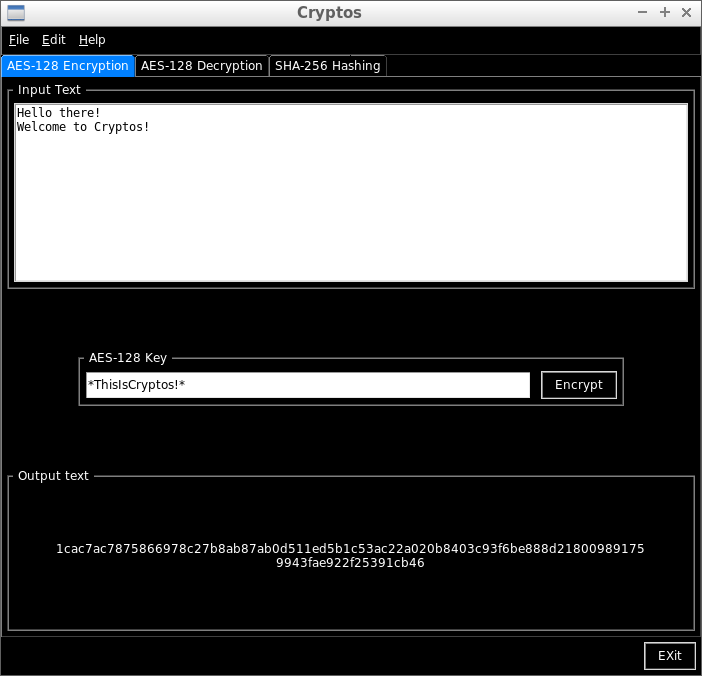 Cryptos
File Edit Help
AES-128 Encryption AES-128 Decryption SHA-256 Hashing
Input Text
Hello there!
Welcome to Cryptos!
AES-128 Key
*ThisIsCryptos!*
Encrypt
Output text
1cac7ac7875866978c27b8ab87ab0d511ed5b1c53ac22a020b8403c93f6be888d21800989175
9943fae922f25391cb46
EXit